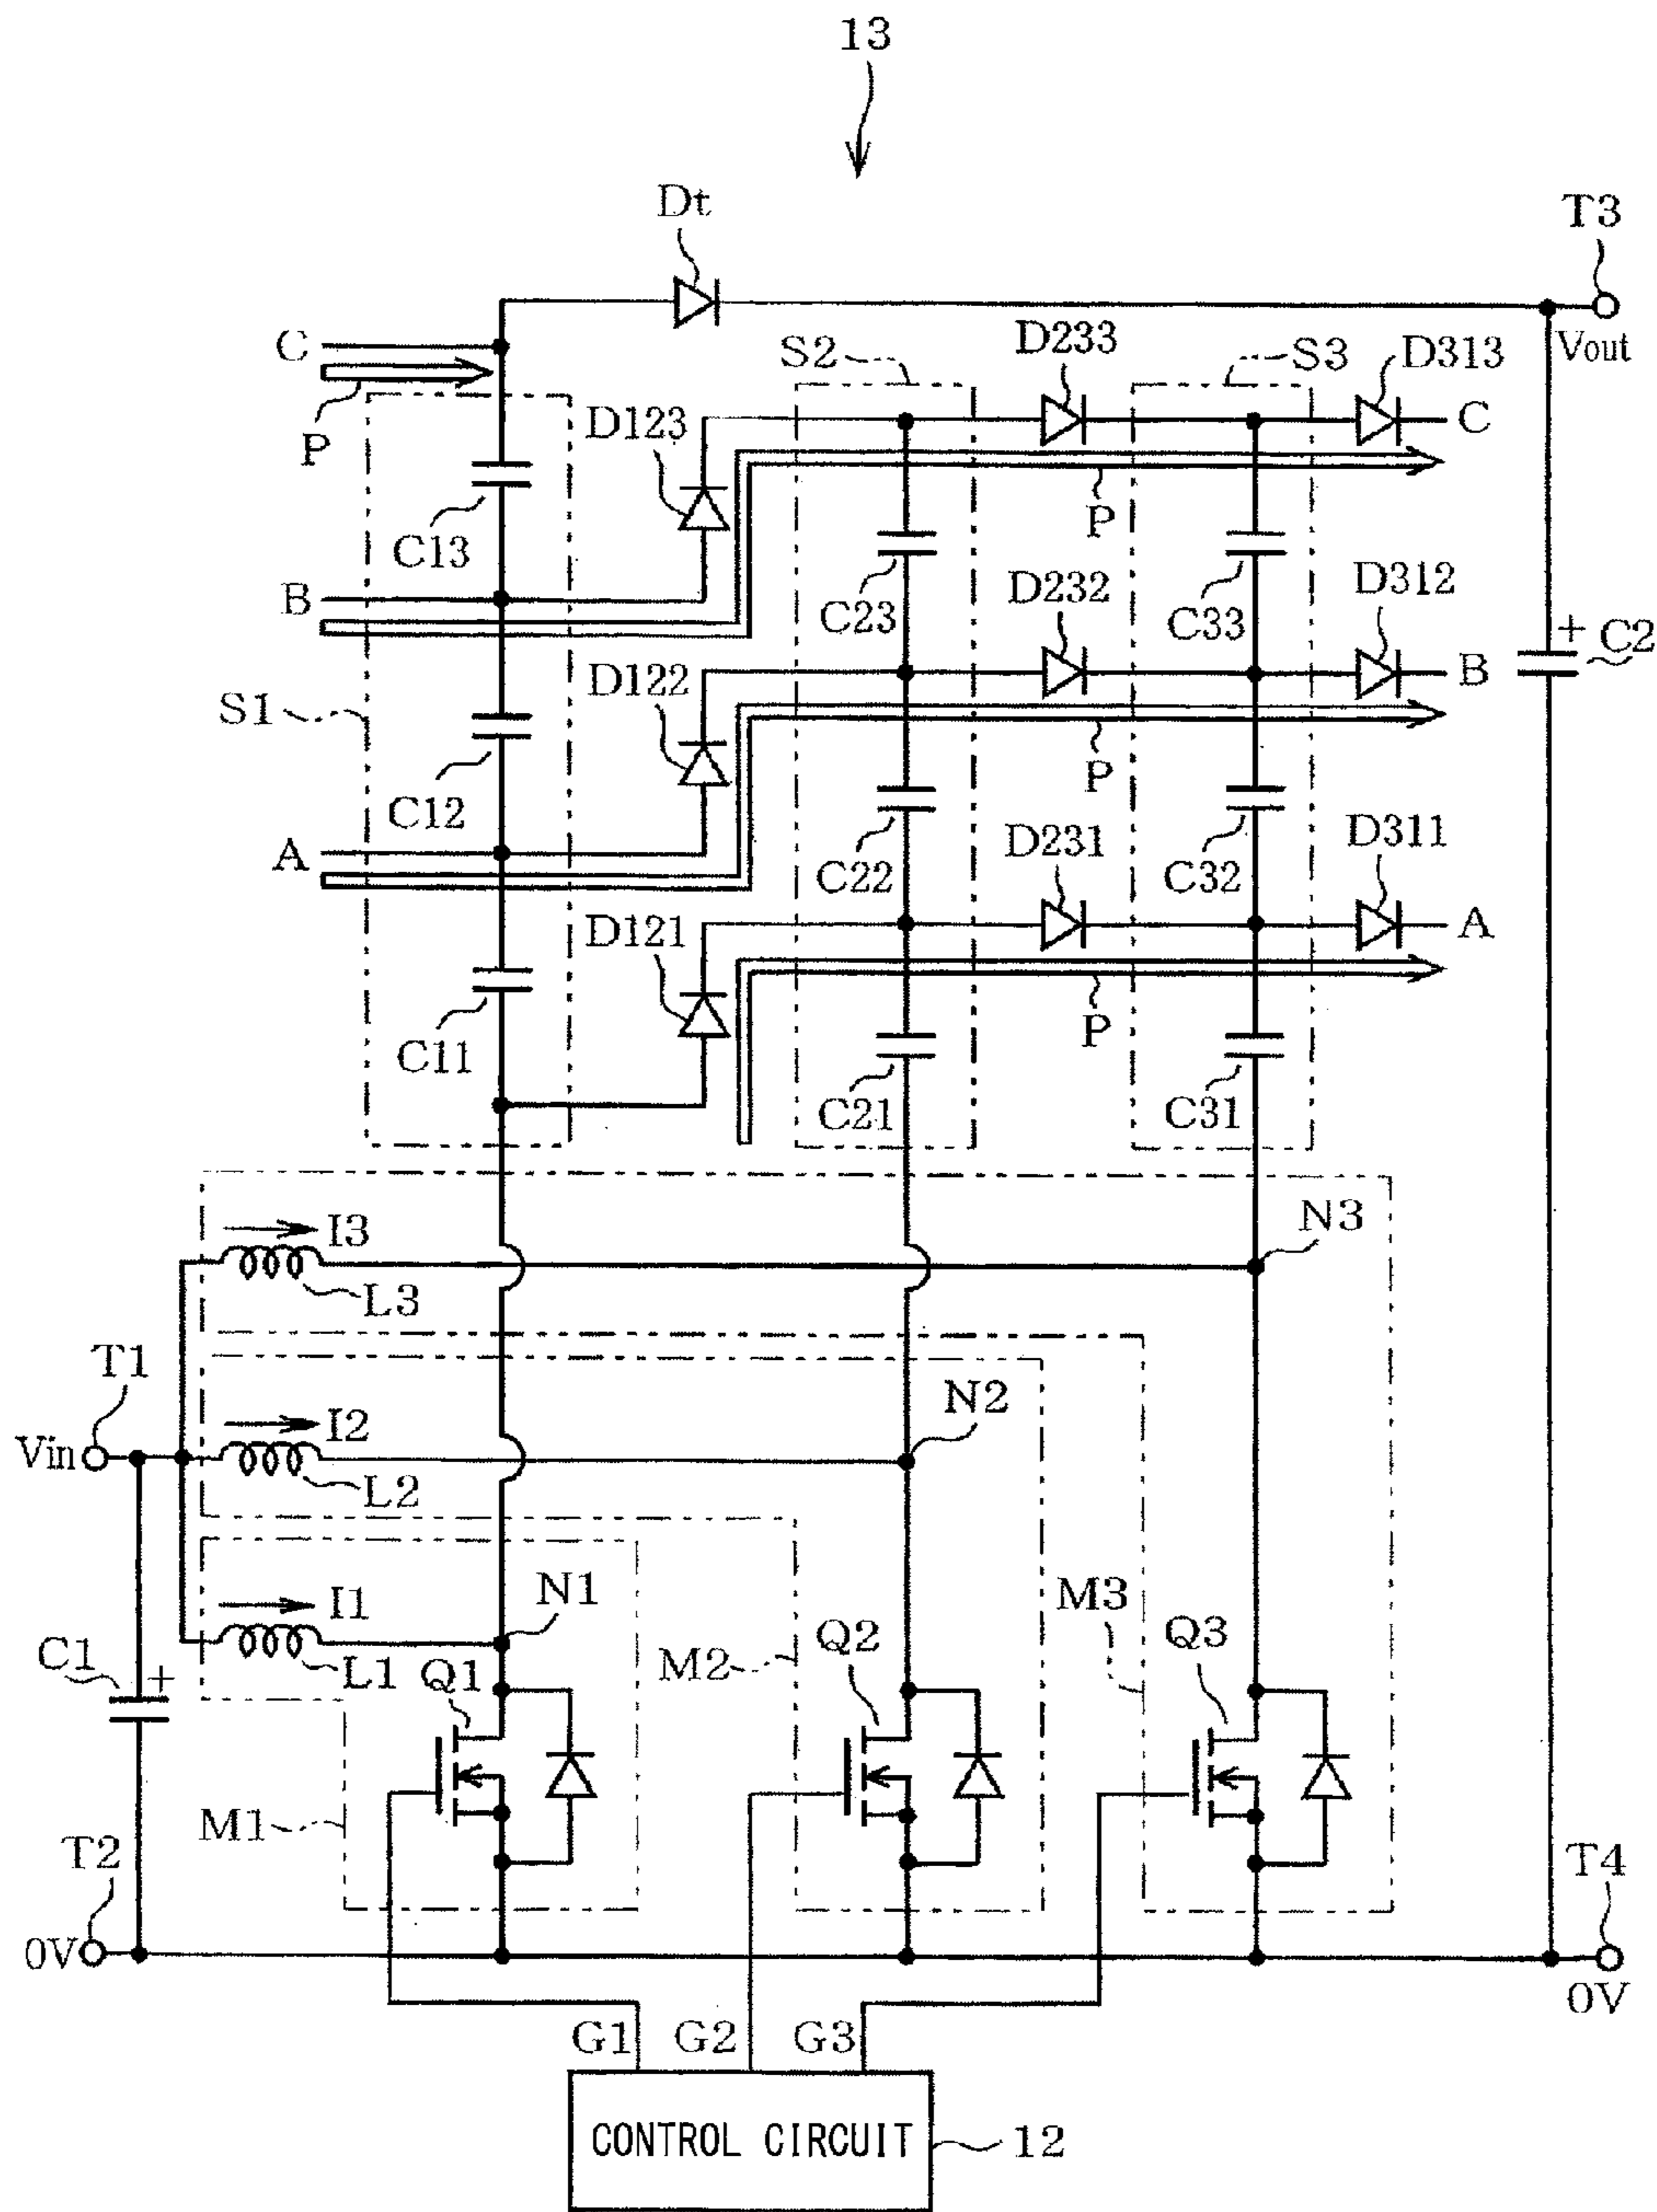 13
Dt
T3
C
Vout
P
S2
D233
S3
D313
C
D123
P
C13
B
C23
D232
C33
D312
C2
+
S1
D122
B
C12
P
A
C22
D231
C32
D311
D121
A
C11
P
C21
C31
I3
N3
L3
T1
I2
N2
Vin
L2
I1
N1
M3
C1
+
L1
Q1
M2
Q2
Q3
M1
T2
T4
0V
0V
G1 G2 G3
CONTROL CIRCUIT
12